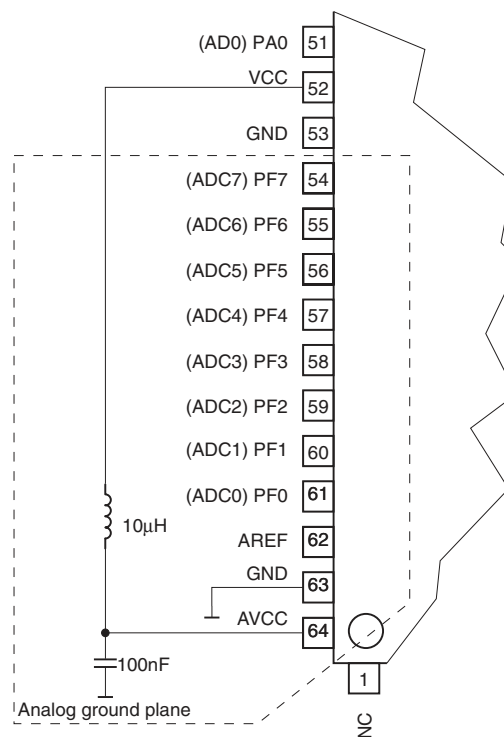 (AD0) PA0 51
VCC 52
GND 53
(ADC7) PF7 54
(ADC6) PF6 55
(ADC5) PF5 56
(ADC4) PF4 57
(ADC3) PF3 58
(ADC2) PF2 59
(ADC1) PF1 60
(ADC0) PF0 61
10μH
AREF 62
GND 63
AVCC 64
100nF
1
Analog ground plane
NC